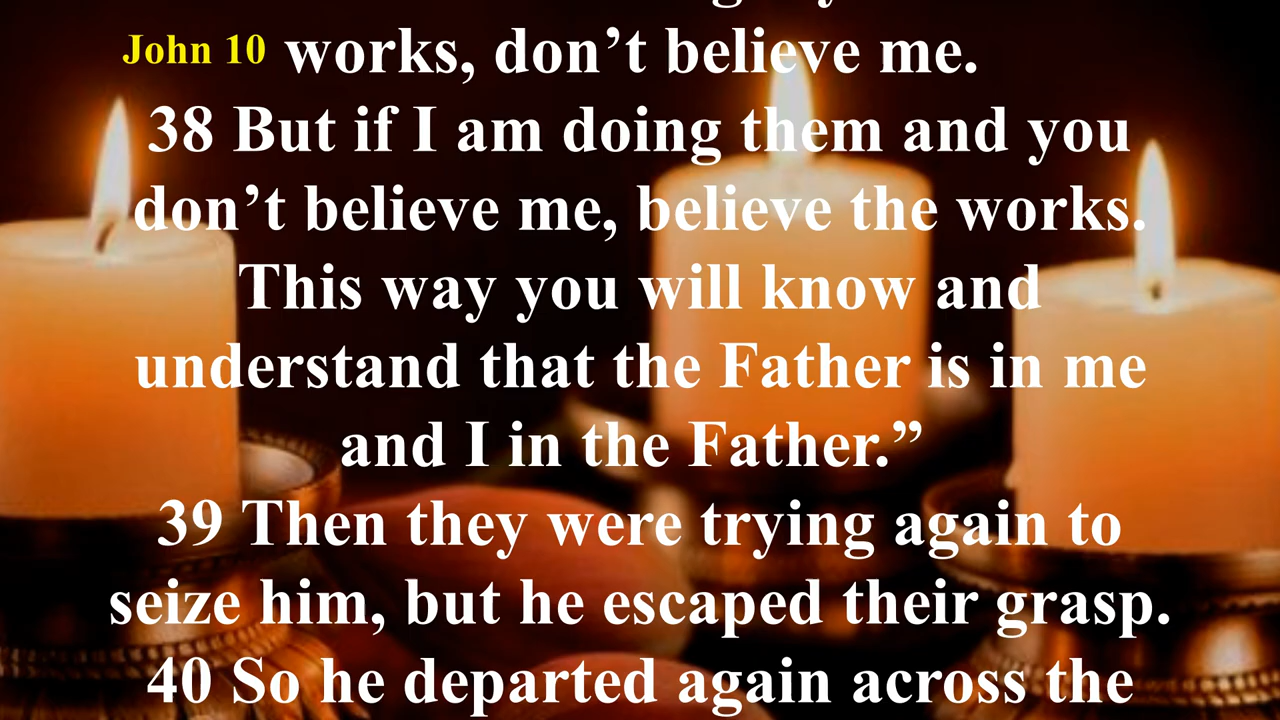 John 10 works, don’t believe me.
38 But if I am doing them and you
don’t believe me, believe the works.
This way you will know and
understand that the Father is in me
and I in the Father.”
39 Then they were trying again to
seize him, but he escaped their grasp.
40 So he departed again across the